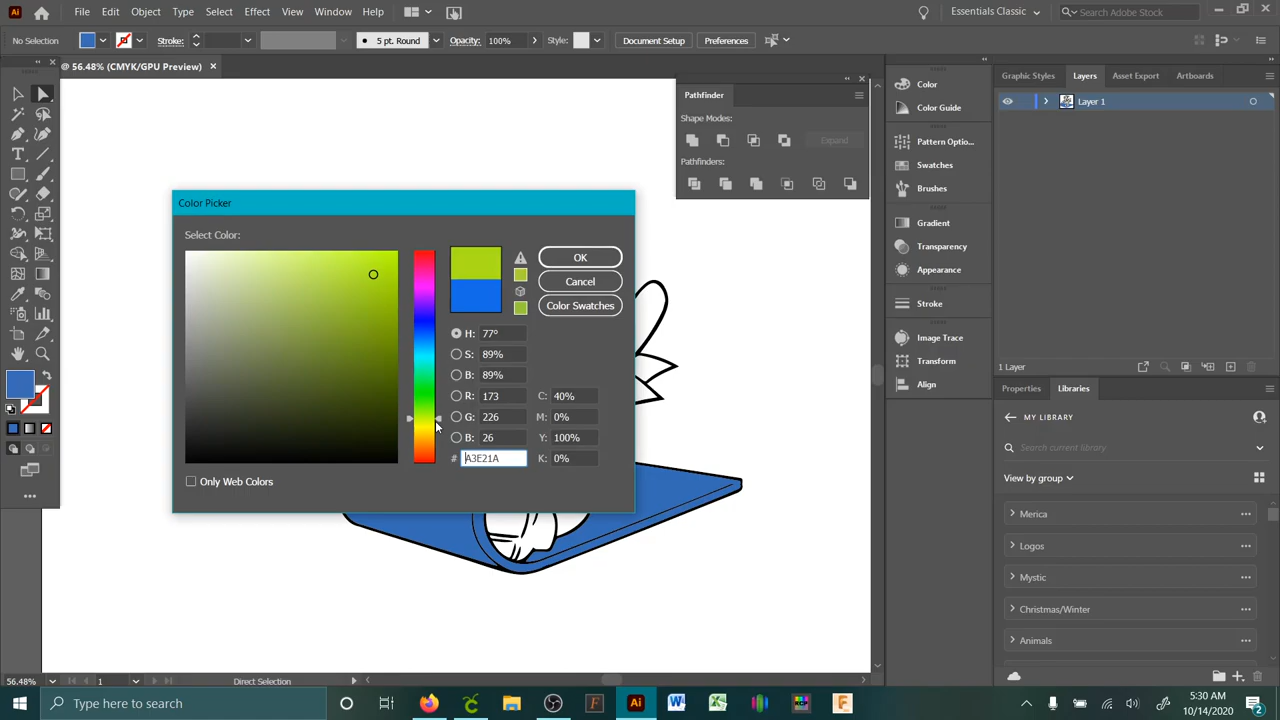 Ai File Edit Object Type Select Effect View Window Help Essentials Classic Adobe Stock
No Selection Stroke: 5 pt. Round Opacity: 100% Style: Document Setup Preferences
@ 56.48% (CMYK/GPU Preview) ×
Pathfinder
Shape Modes:
Expand
Pathfinders:
Color
Color Guide
Pattern Optio...
Swatches
Brushes
Gradient
Transparency
Appearance
Stroke
Image Trace
Transform
Align
Graphic Styles Layers Asset Export Artboards
Layer 1
1 Layer
Properties Libraries
MY LIBRARY
Search current library
View by group
Merica
Logos
Mystic
Christmas/Winter
Animals
Color Picker
Select Color:
OK
Cancel
Color Swatches
H: 77º
S: 89%
B: 89%
R: 173 C: 40%
G: 226 M: 0%
B: 26 Y: 100%
# A3E21A K: 0%
Only Web Colors
56.48% 1 Direct Selection
Type here to search
5:30 AM
10/14/2020
2